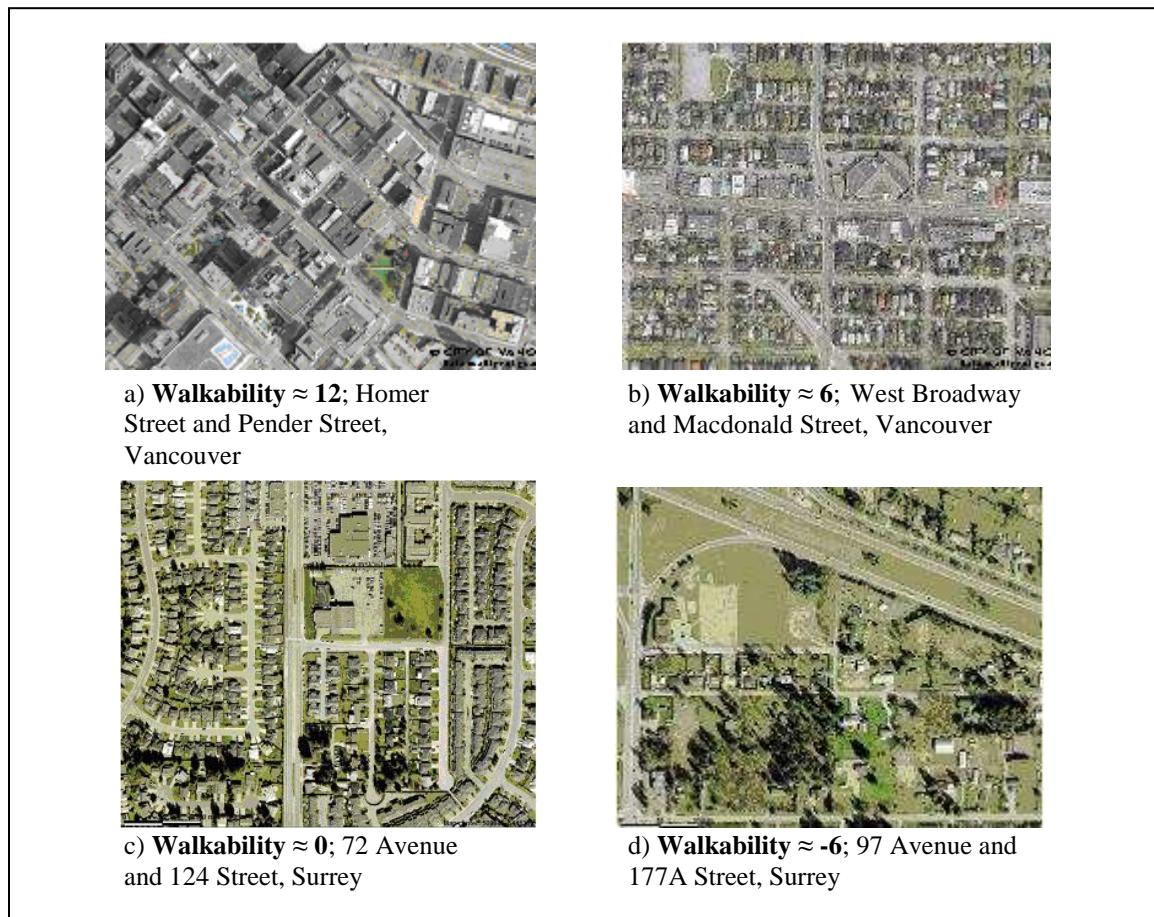 a) Walkability ≈ 12; Homer
Street and Pender Street,
Vancouver
b) Walkability ≈ 6; West Broadway
and Macdonald Street, Vancouver
c) Walkability ≈ 0; 72 Avenue
and 124 Street, Surrey
d) Walkability ≈ -6; 97 Avenue and
177A Street, Surrey